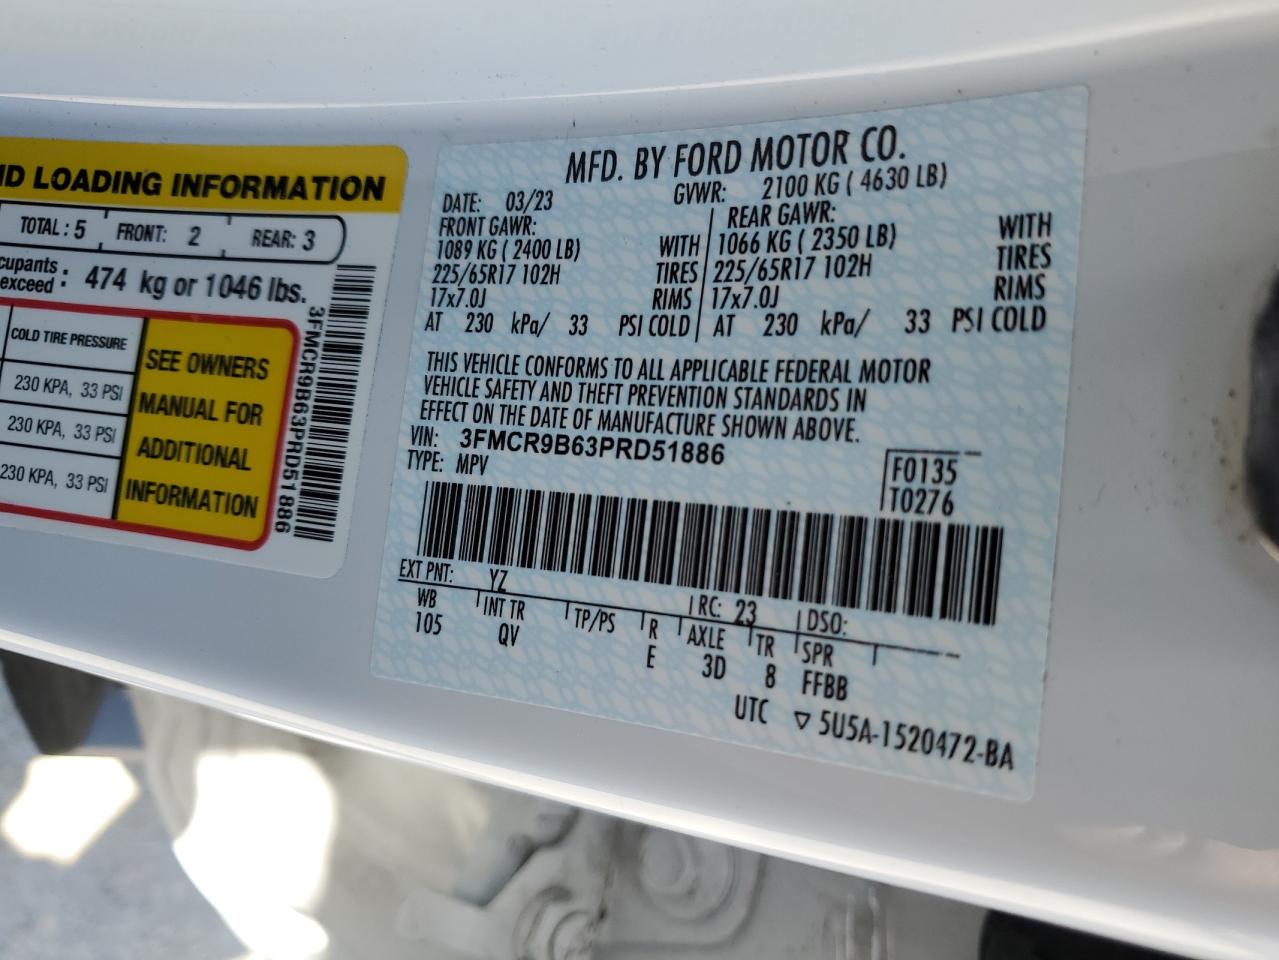 ND LOADING INFORMATION
TOTAL: 5 FRONT: 2 REAR: 3
cupants
exceed : 474 kg or 1046 lbs.
COLD TIRE PRESSURE
230 KPA, 33 PSI
230 KPA, 33 PSI
230 KPA, 33 PSI
SEE OWNERS
MANUAL FOR
ADDITIONAL
INFORMATION
3FMCR9B63PRD51886
MFD. BY FORD MOTOR CO.
DATE: 03/23 GVWR: 2100 KG ( 4630 LB)
FRONT GAWR: REAR GAWR:
1089 KG ( 2400 LB) WITH 1066 KG ( 2350 LB) WITH
225/65R17 102H TIRES 225/65R17 102H TIRES
17x7.0J RIMS 17x7.0J RIMS
AT 230 kPa/ 33 PSI COLD AT 230 kPa/ 33 PSI COLD
THIS VEHICLE CONFORMS TO ALL APPLICABLE FEDERAL MOTOR
VEHICLE SAFETY AND THEFT PREVENTION STANDARDS IN
EFFECT ON THE DATE OF MANUFACTURE SHOWN ABOVE.
VIN: 3FMCR9B63PRD51886
TYPE: MPV
F0135
T0276
EXT PNT: YZ RC: 23 DSO:
WB INT TR TP/PS R AXLE TR SPR
105 QV E 3D 8 FFBB
UTC ▽ 5U5A-1520472-BA